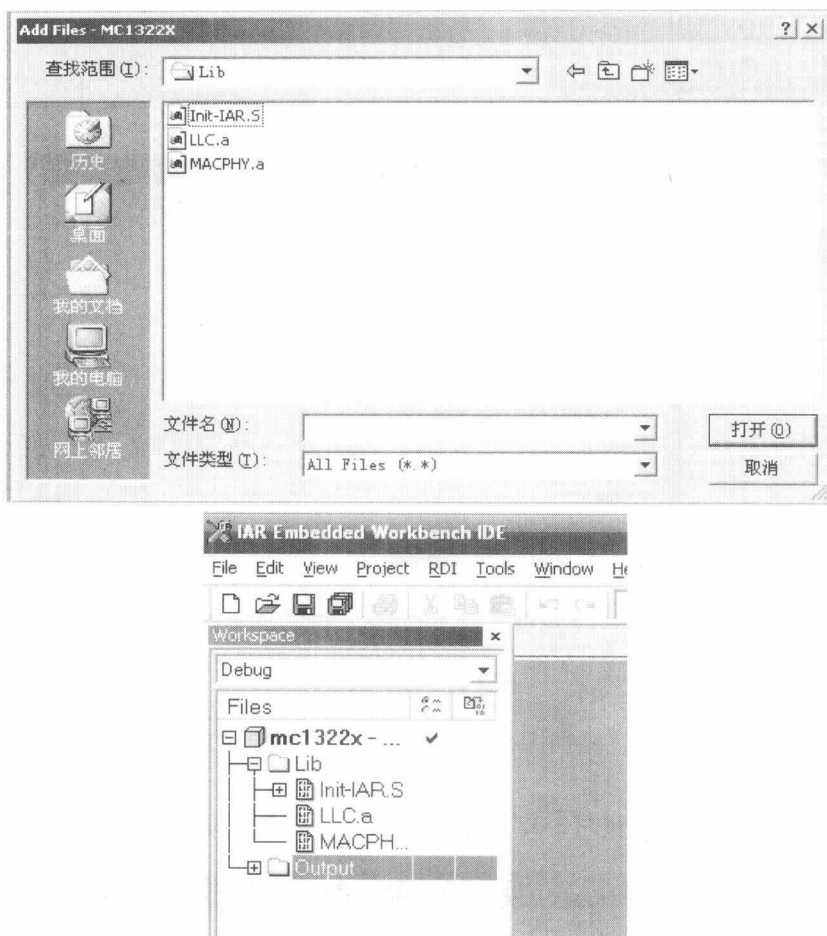 Add Files - MC1322X
查找范围(I): Lib
Init-IAR.S
LLC.a
MACPHY.a
历史
桌面
我的文档
我的电脑
网上邻居
文件名(N): 打开(O)
文件类型(T): All Files (*.*) 取消
IAR Embedded Workbench IDE
File Edit View Project RDI Tools Window He
Workspace
Debug
Files
mc1322x - ...
Lib
Init-IAR.S
LLC.a
MACPH...
Output